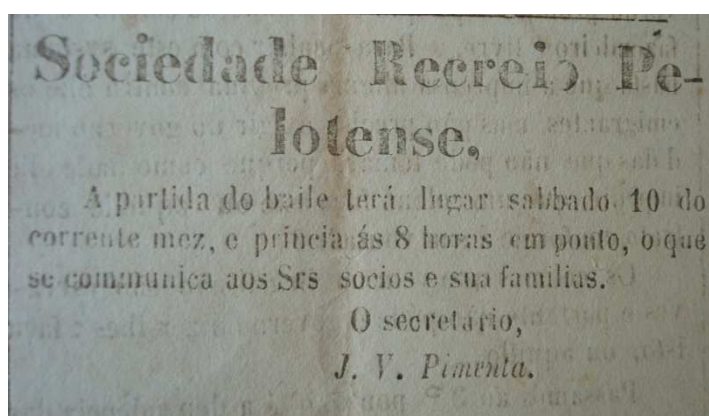 Sociedade Recreio Pe-
lotense,
A partida do baile terá lugar sabbado 10 do
corrente mez, e princia ás 8 horas em ponto, o que
se communica aos Srs socios e sua familias.
O secretario,
J. V. Pimenta.